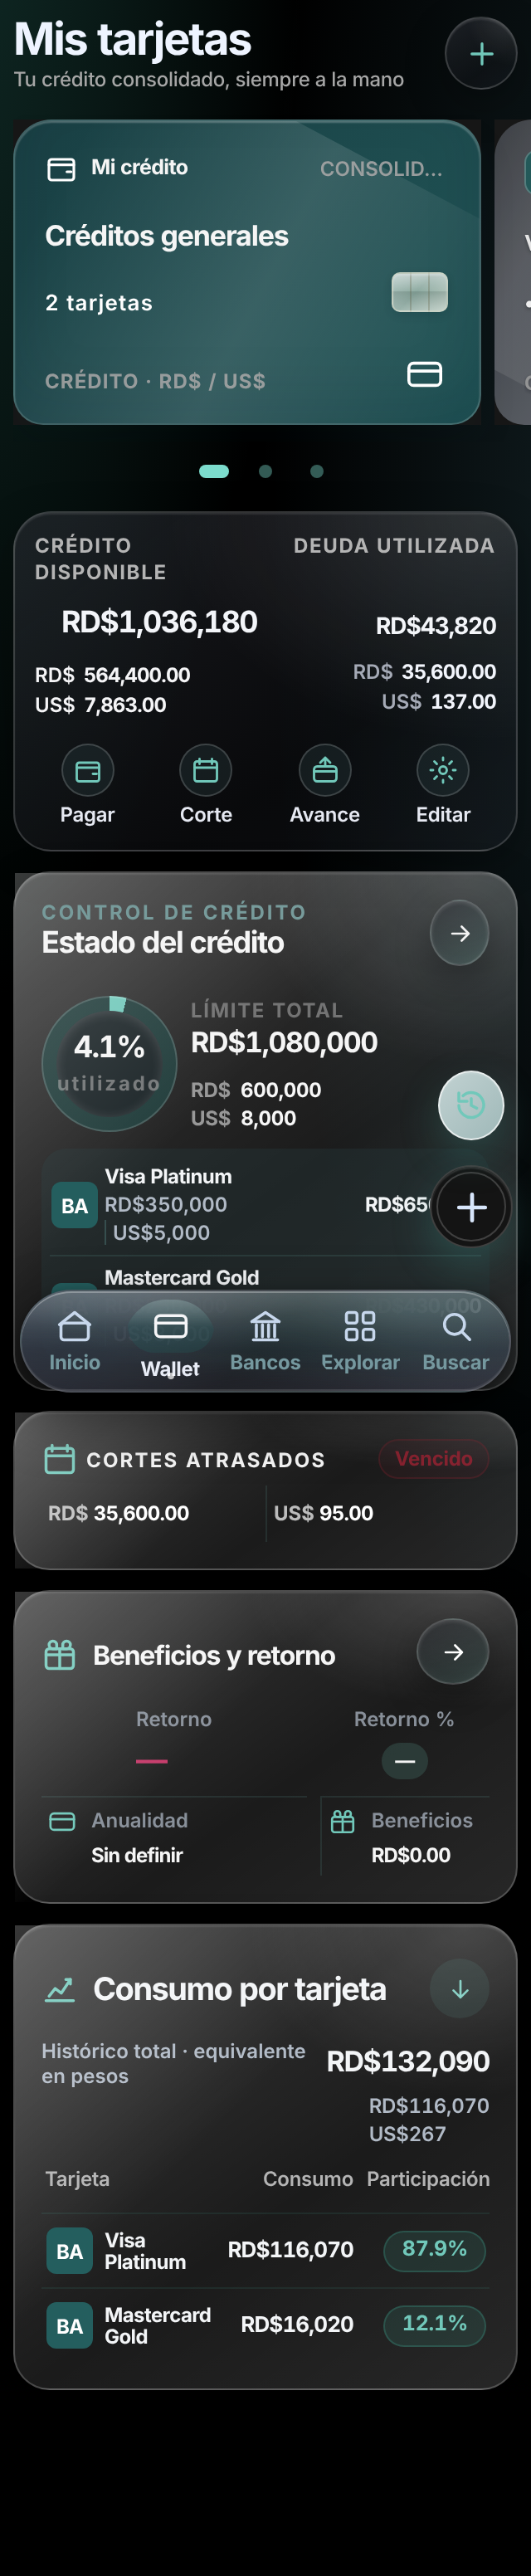 Mis tarjetas
Tu crédito consolidado, siempre a la mano
Mi crédito
CONSOLID...
Créditos generales
2 tarjetas
CRÉDITO · RD$ / US$
CRÉDITO DISPONIBLE
DEUDA UTILIZADA
RD$1,036,180
RD$43,820
RD$ 564,400.00
RD$ 35,600.00
US$ 7,863.00
US$ 137.00
Pagar
Corte
Avance
Editar
CONTROL DE CRÉDITO
Estado del crédito
4.1%
utilizado
LÍMITE TOTAL
RD$1,080,000
RD$ 600,000
US$ 8,000
BA
Visa Platinum
RD$350,000
US$5,000
RD$65
Mastercard Gold
Inicio
Wallet
Bancos
Explorar
Buscar
CORTES ATRASADOS
Vencido
RD$ 35,600.00
US$ 95.00
Beneficios y retorno
Retorno
Retorno %
—
—
Anualidad
Sin definir
Beneficios
RD$0.00
Consumo por tarjeta
Histórico total · equivalente
en pesos
RD$132,090
RD$116,070
US$267
Tarjeta
Consumo
Participación
BA
Visa Platinum
RD$116,070
87.9%
BA
Mastercard Gold
RD$16,020
12.1%